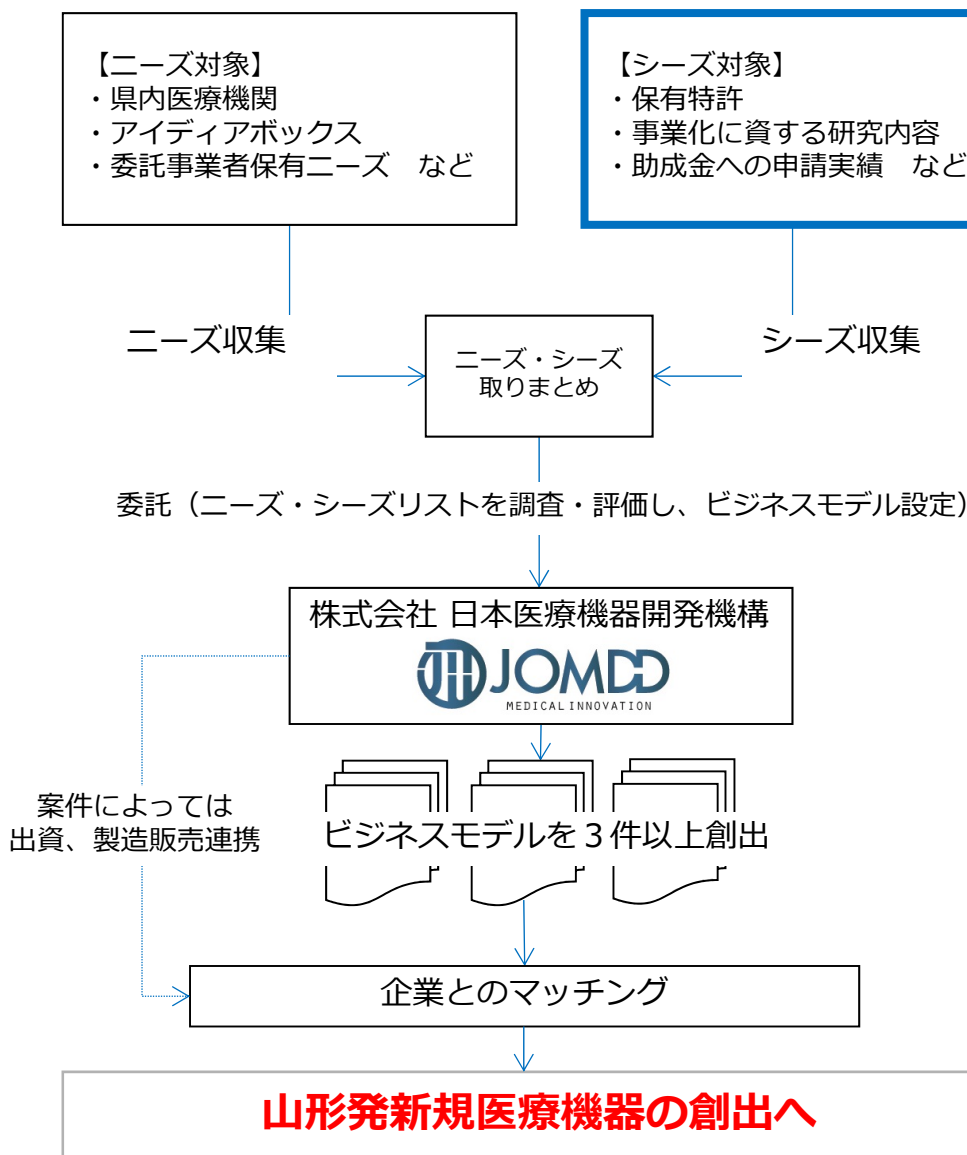 【ニーズ対象】
・県内医療機関
・アイディアボックス
・委託事業者保有ニーズ　など
【シーズ対象】
・保有特許
・事業化に資する研究内容
・助成金への申請実績　など
ニーズ収集
シーズ収集
ニーズ・シーズ
取りまとめ
委託（ニーズ・シーズリストを調査・評価し、ビジネスモデル設定）
株式会社 日本医療機器開発機構
JOMDD
MEDICAL INNOVATION
案件によっては
出資、製造販売連携
ビジネスモデルを３件以上創出
企業とのマッチング
山形発新規医療機器の創出へ